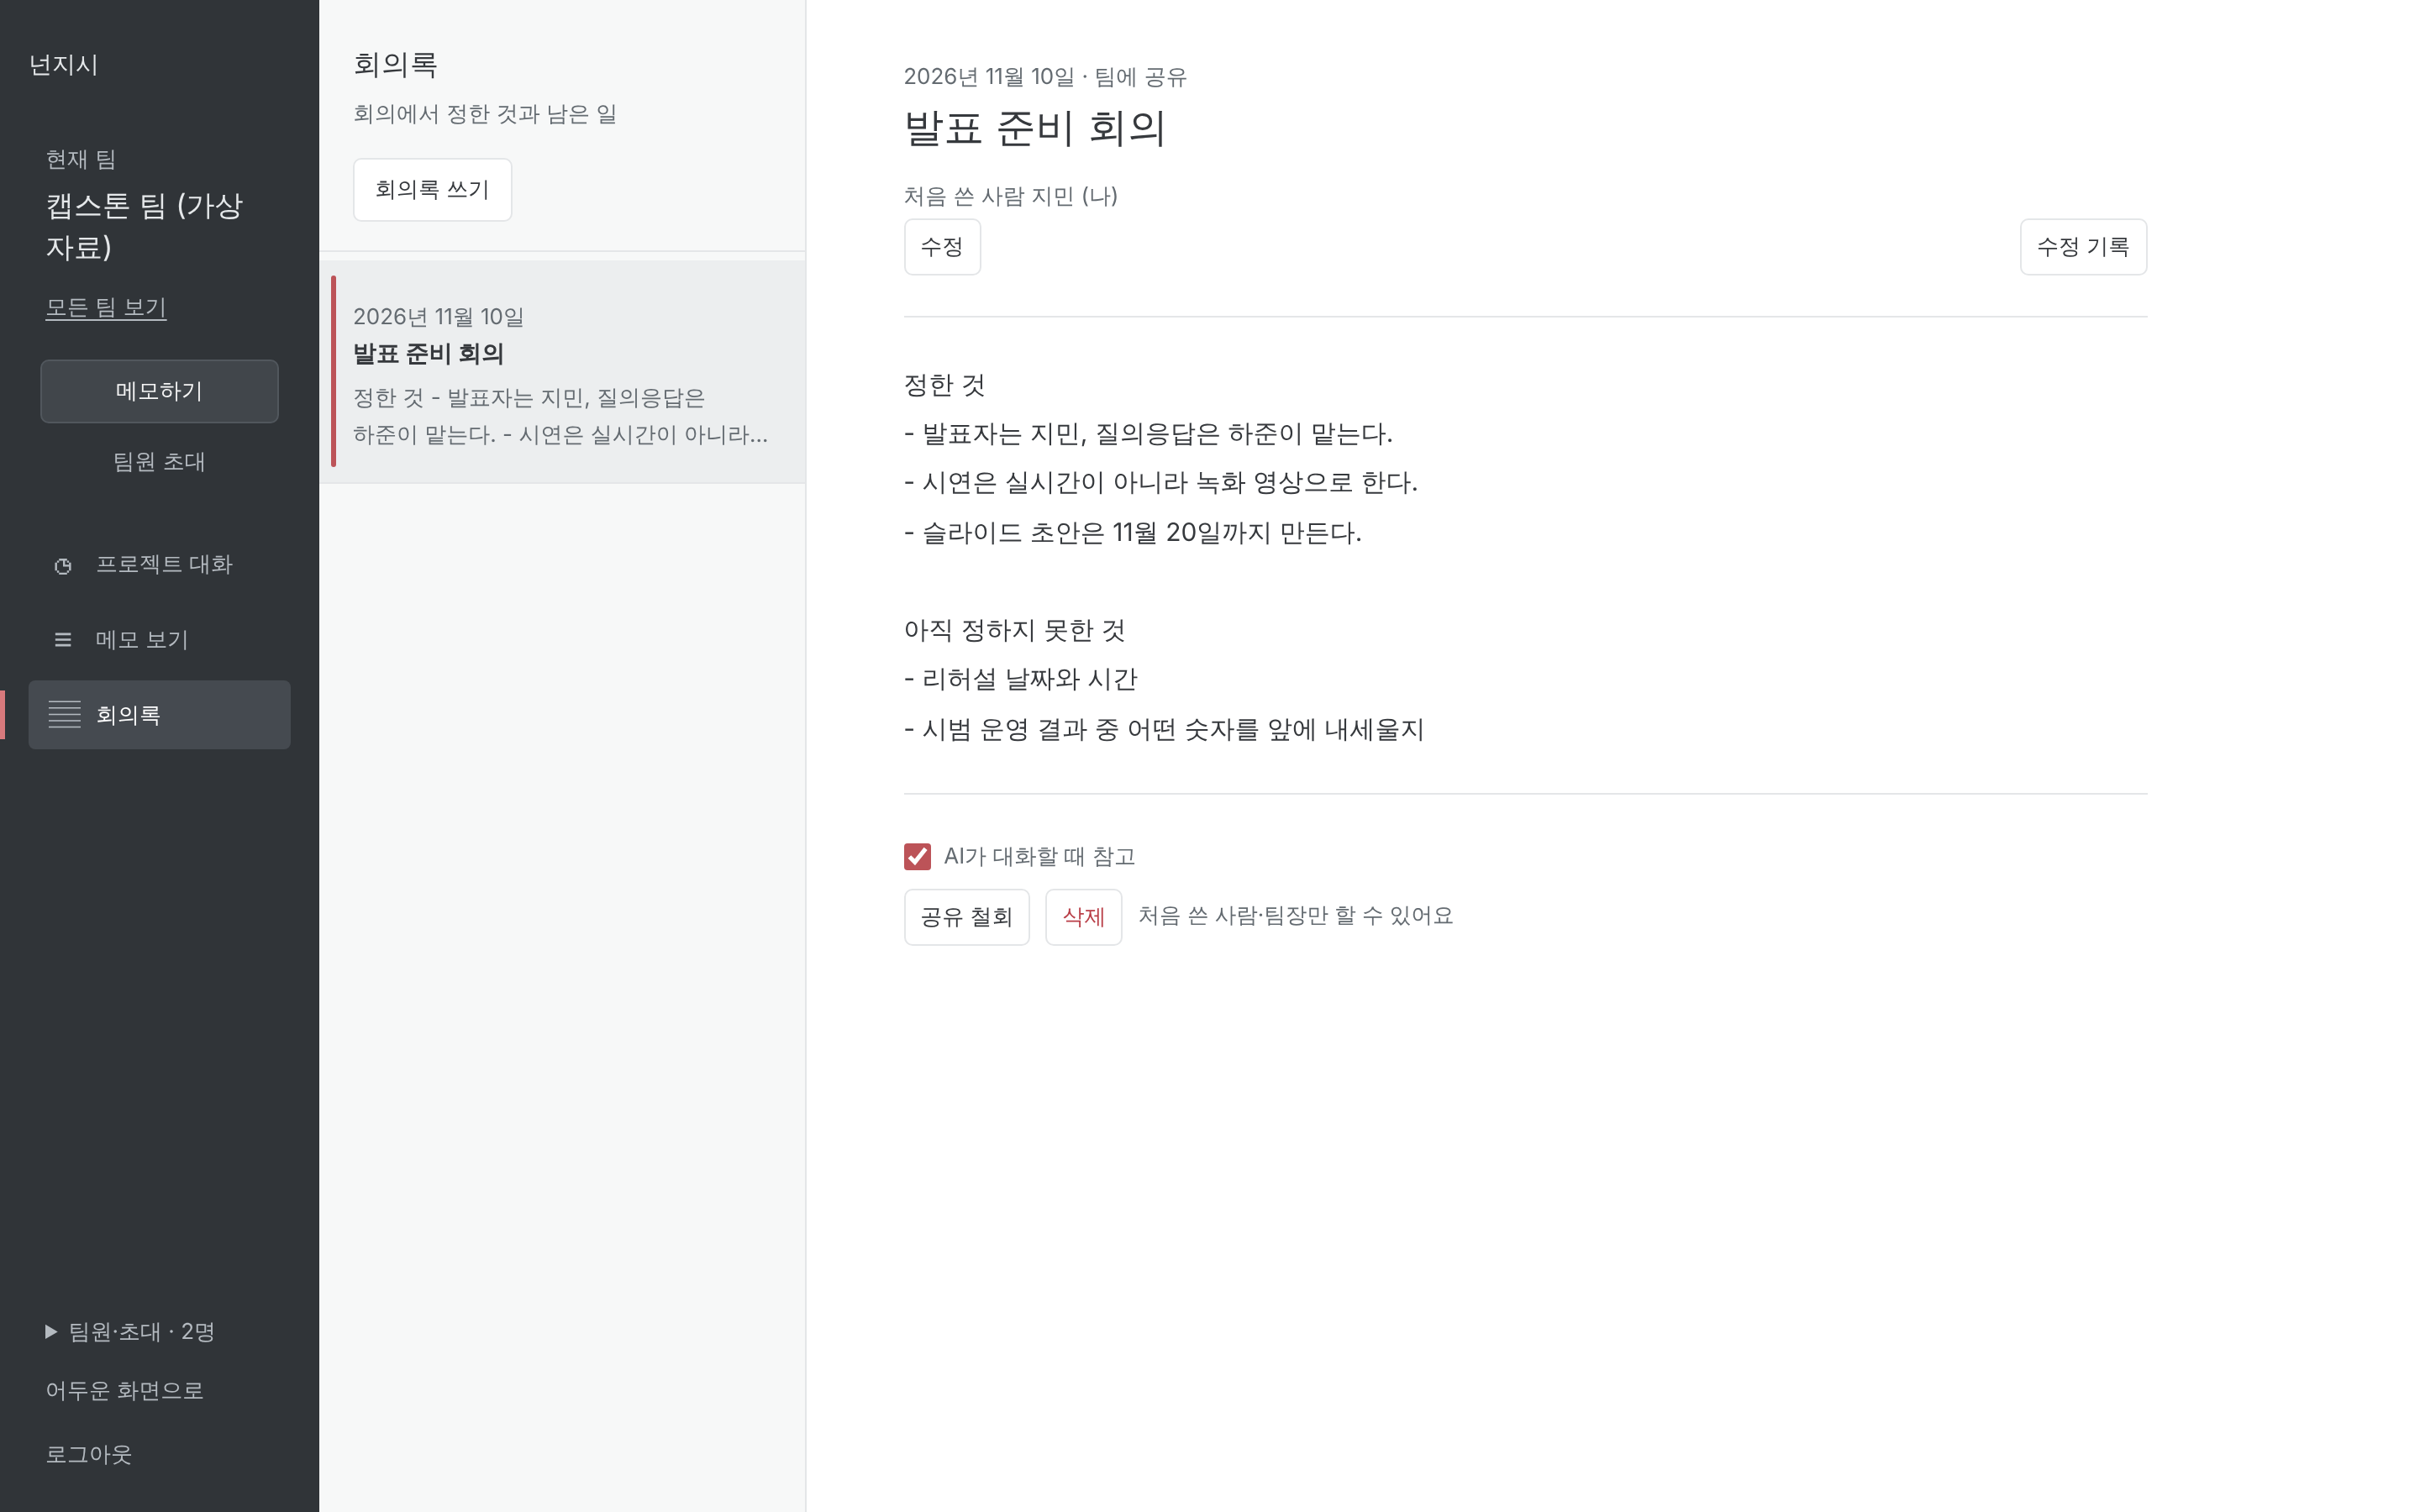 넌지시
현재 팀
캡스톤 팀 (가상
자료)
모든 팀 보기
메모하기
팀원 초대
프로젝트 대화
메모 보기
회의록
팀원·초대 · 2명
어두운 화면으로
로그아웃
회의록
회의에서 정한 것과 남은 일
회의록 쓰기
2026년 11월 10일
발표 준비 회의
정한 것 - 발표자는 지민, 질의응답은
하준이 맡는다. - 시연은 실시간이 아니라...
2026년 11월 10일 · 팀에 공유
발표 준비 회의
처음 쓴 사람 지민 (나)
수정
수정 기록
정한 것
- 발표자는 지민, 질의응답은 하준이 맡는다.
- 시연은 실시간이 아니라 녹화 영상으로 한다.
- 슬라이드 초안은 11월 20일까지 만든다.
아직 정하지 못한 것
- 리허설 날짜와 시간
- 시범 운영 결과 중 어떤 숫자를 앞에 내세울지
AI가 대화할 때 참고
공유 철회
삭제
처음 쓴 사람·팀장만 할 수 있어요